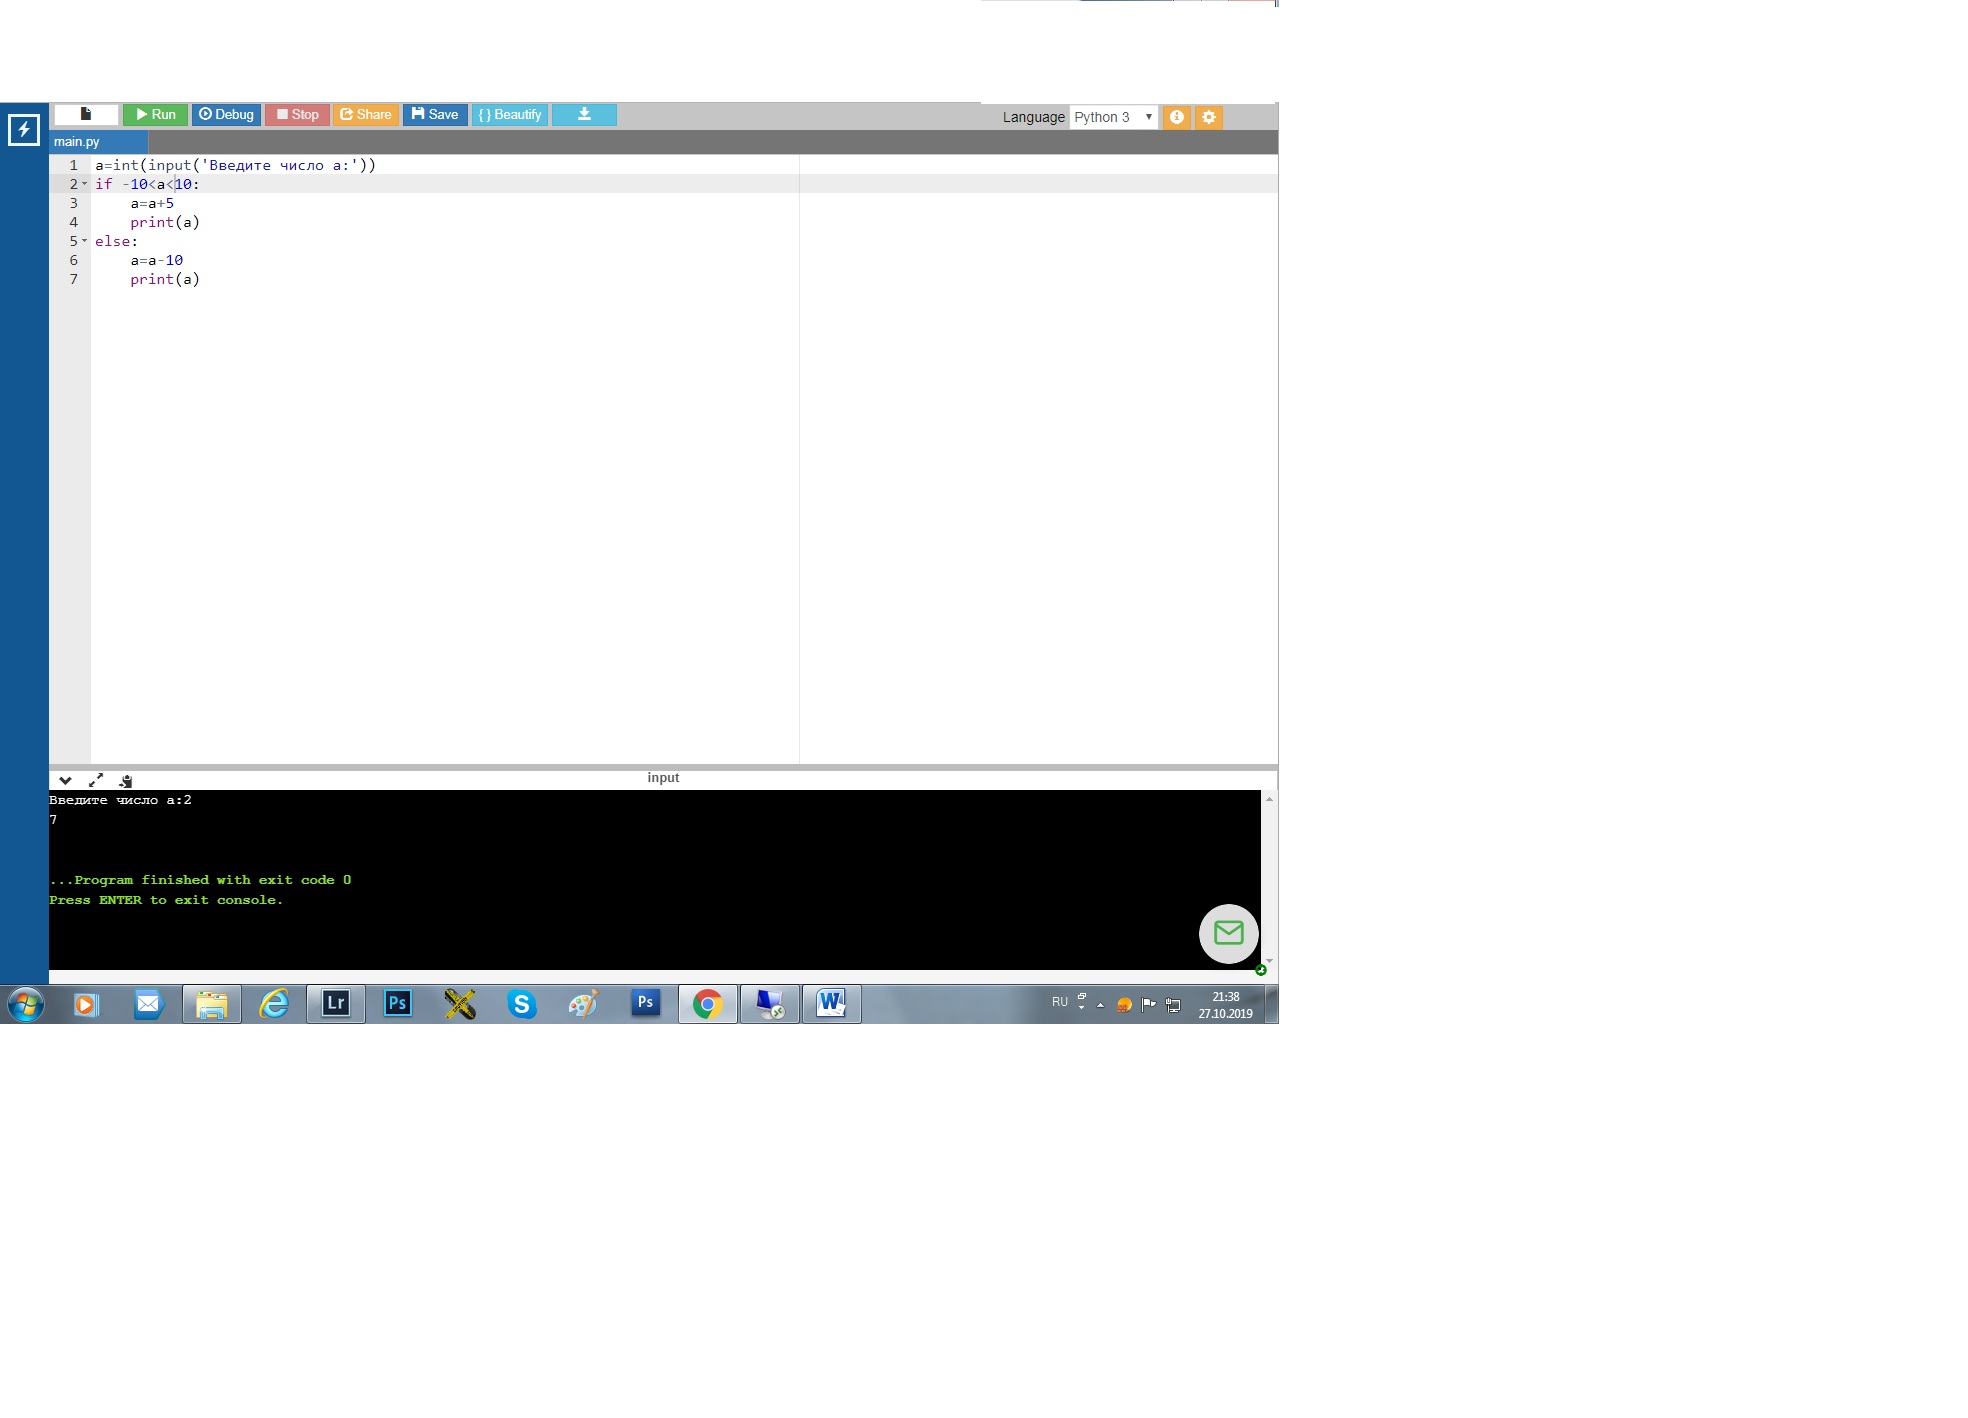 Run Debug Stop Share Save { } Beautify
Language Python 3
main.py
1 a=int(input('Введите число a:'))
2 if -10<a<10:
3     a=a+5
4     print(a)
5 else:
6     a=a-10
7     print(a)
input
Введите число a:2
7
...Program finished with exit code 0
Press ENTER to exit console.
Lr Ps S Ps W RU
21:38
27.10.2019